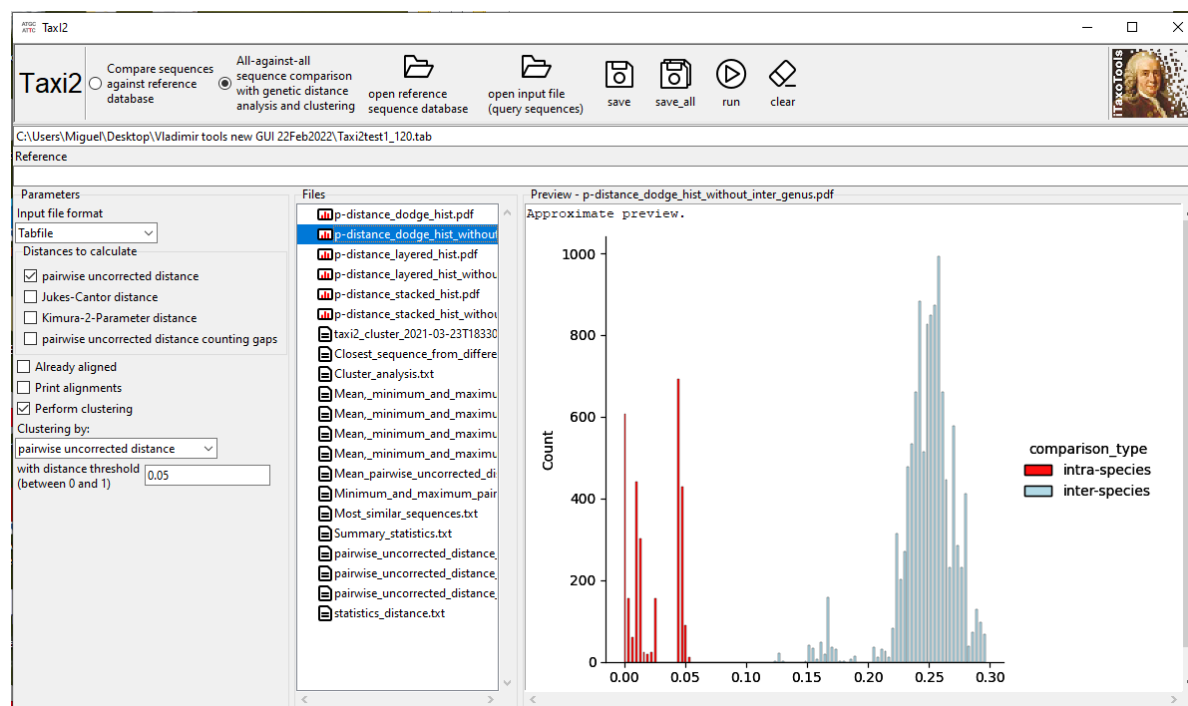 ATGC
ATTC
TaxI2
Taxi2
Compare sequences
against reference
database
All-against-all
sequence comparison
with genetic distance
analysis and clustering
open reference
sequence database
open input file
(query sequences)
save
save_all
run
clear
iTaxoTools
C:\Users\Miguel\Desktop\Vladimir tools new GUI 22Feb2022\Taxi2test1_120.tab
Reference
Parameters
Input file format
Tabfile
Distances to calculate
pairwise uncorrected distance
Jukes-Cantor distance
Kimura-2-Parameter distance
pairwise uncorrected distance counting gaps
Already aligned
Print alignments
Perform clustering
Clustering by:
pairwise uncorrected distance
with distance threshold
(between 0 and 1)
0.05
Files
p-distance_dodge_hist.pdf
p-distance_dodge_hist_without
p-distance_layered_hist.pdf
p-distance_layered_hist_withou
p-distance_stacked_hist.pdf
p-distance_stacked_hist_withou
taxi2_cluster_2021-03-23T18330
Closest_sequence_from_differe
Cluster_analysis.txt
Mean,_minimum_and_maximu
Mean,_minimum_and_maximu
Mean,_minimum_and_maximu
Mean,_minimum_and_maximu
Mean_pairwise_uncorrected_di
Minimum_and_maximum_pair
Most_similar_sequences.txt
Summary_statistics.txt
pairwise_uncorrected_distance_
pairwise_uncorrected_distance_
pairwise_uncorrected_distance_
statistics_distance.txt
Preview - p-distance_dodge_hist_without_inter_genus.pdf
Approximate preview.
1000
800
600
400
200
0
Count
0.00 0.05 0.10 0.15 0.20 0.25 0.30
comparison_type
intra-species
inter-species